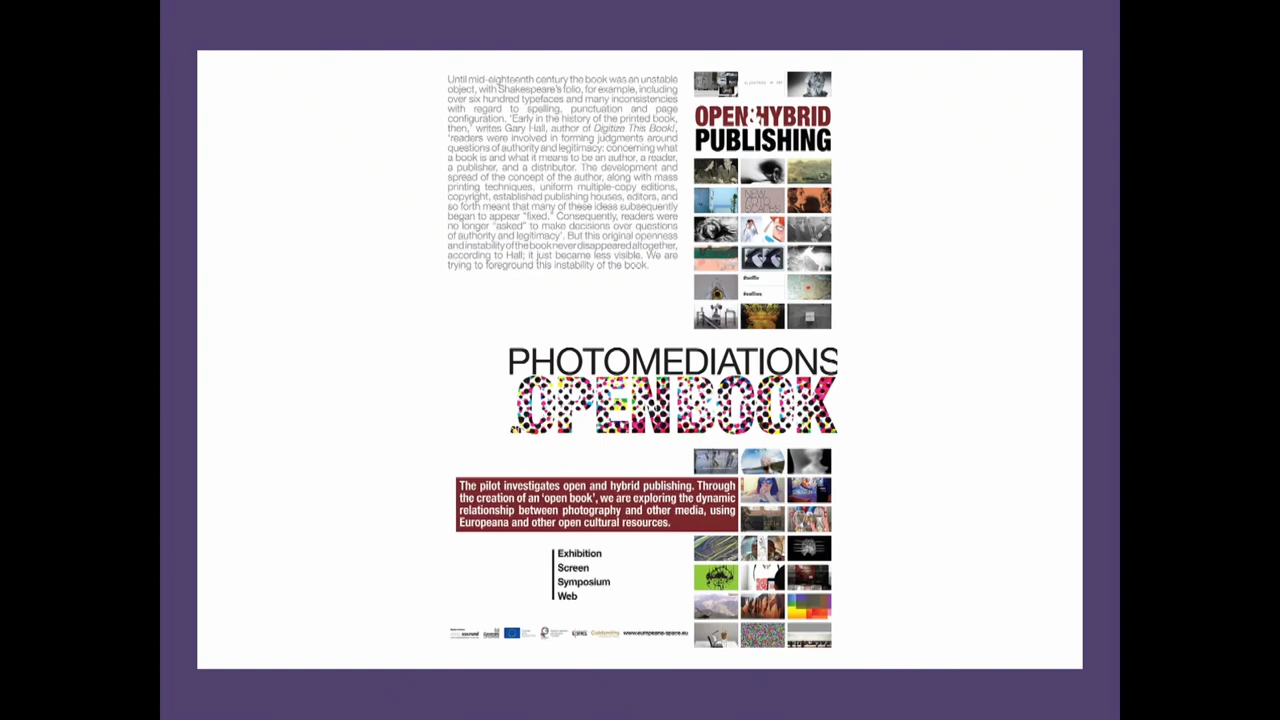 Until mid-eighteenth century the book was an unstable
object, with Shakespeare's folio, for example, including
over six hundred typefaces and many inconsistencies
with regard to spelling, punctuation and page
configuration. 'Early in the history of the printed book,
then,' writes Gary Hall, author of Digitize This Book!,
'readers were involved in forming judgments around
questions of authority and legitimacy: concerning what
a book is and what it means to be an author, a reader,
a publisher, and a distributor. The development and
spread of the concept of the author, along with mass
printing techniques, uniform multiple-copy editions,
copyright, established publishing houses, editors, and
so forth meant that many of these ideas subsequently
began to appear "fixed." Consequently, readers were
no longer "asked" to make decisions over questions
of authority and legitimacy'. But this original openness
and instability of the book never disappeared altogether,
according to Hall; it just became less visible. We are
trying to foreground this instability of the book.
OPEN&HYBRID
PUBLISHING
#selfie
#selfies
PHOTOMEDIATIONS
OPENBOOK
The pilot investigates open and hybrid publishing. Through
the creation of an 'open book', we are exploring the dynamic
relationship between photography and other media, using
Europeana and other open cultural resources.
Exhibition
Screen
Symposium
Web
www.europeana-space.eu